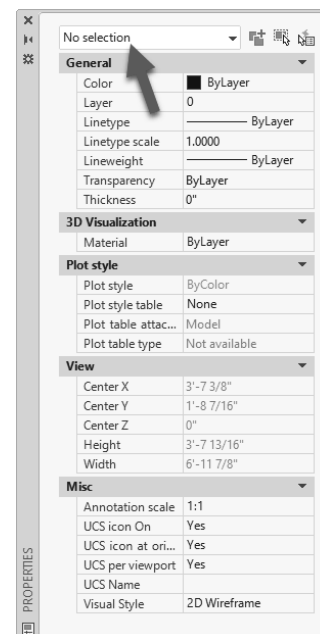 No selection
General
Color ByLayer
Layer 0
Linetype ByLayer
Linetype scale 1.0000
Lineweight ByLayer
Transparency ByLayer
Thickness 0"
3D Visualization
Material ByLayer
Plot style
Plot style ByColor
Plot style table None
Plot table attac... Model
Plot table type Not available
View
Center X 3'-7 3/8"
Center Y 1'-8 7/16"
Center Z 0"
Height 3'-7 13/16"
Width 6'-11 7/8"
Misc
Annotation scale 1:1
UCS icon On Yes
UCS icon at ori... Yes
UCS per viewport Yes
UCS Name
Visual Style 2D Wireframe
PROPERTIES